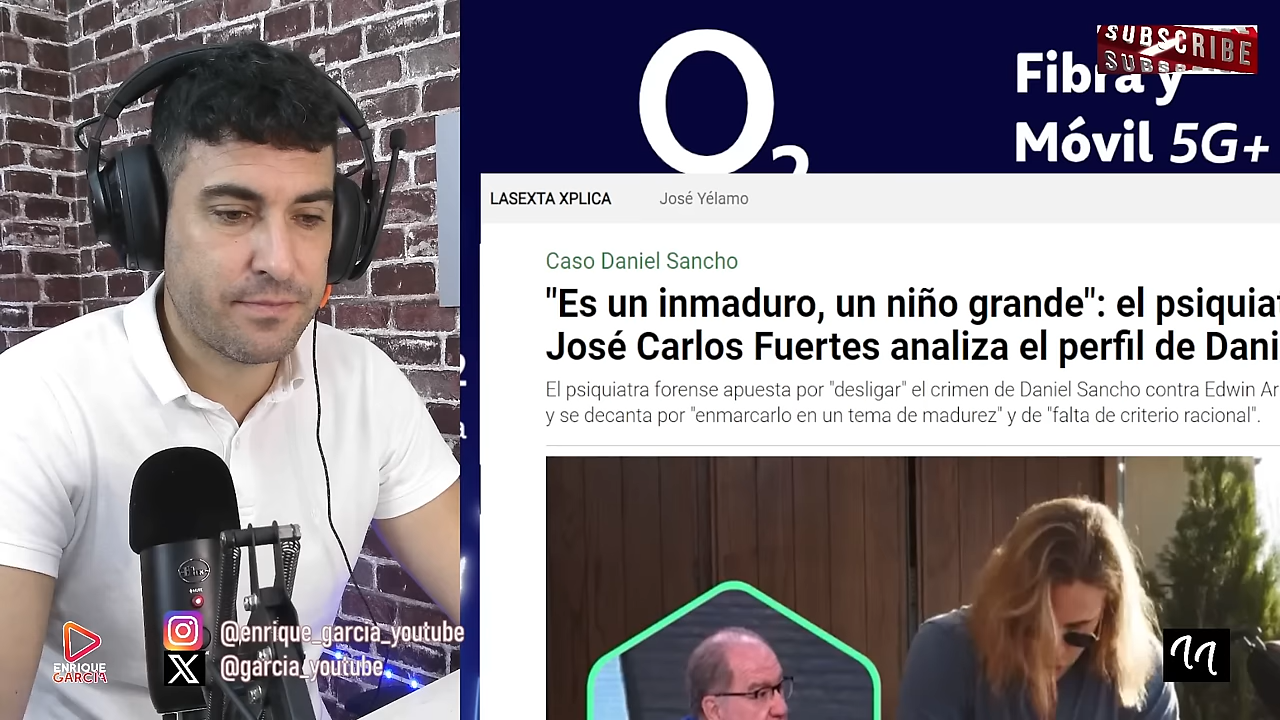 SUBSCRIBE
O2
Fibra y
Móvil 5G+
LASEXTA XPLICA
José Yélamo
Caso Daniel Sancho
"Es un inmaduro, un niño grande": el psiquiat
José Carlos Fuertes analiza el perfil de Dani
El psiquiatra forense apuesta por "desligar" el crimen de Daniel Sancho contra Edwin Ar
y se decanta por "enmarcarlo en un tema de madurez" y de "falta de criterio racional".
Blue
ENRIQUE
GARCIA
@enrique_garcia_youtube
@garcia_youtube